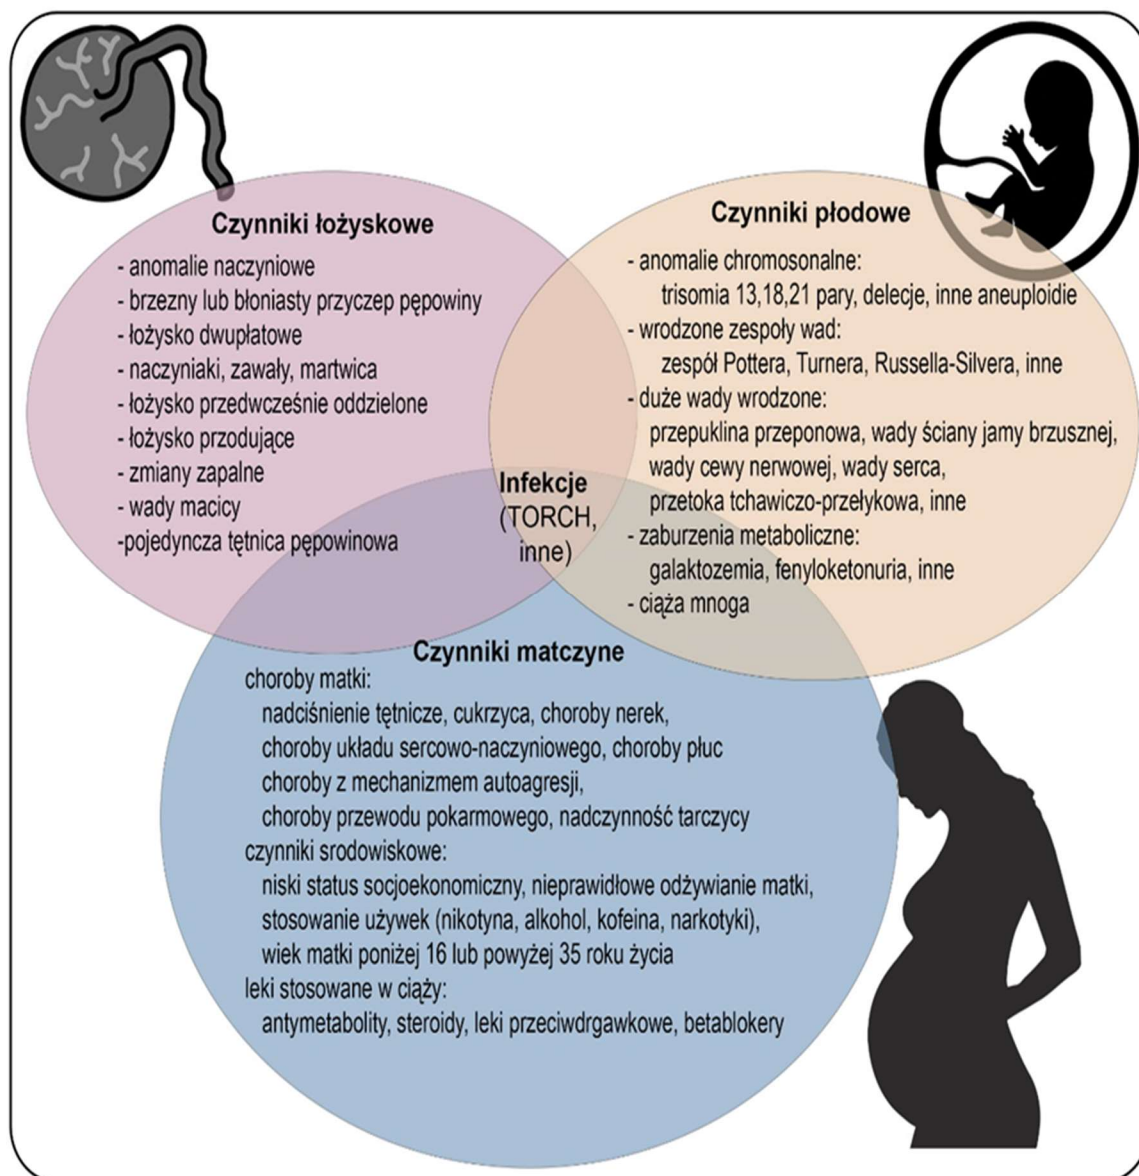 Czynniki łożyskowe
- anomalie naczyniowe
- brzezny lub błoniasty przyczep pępowiny
- łożysko dwupłatowe
- naczyniaki, zawały, martwica
- łożysko przedwcześnie oddzielone
- łożysko przodujące
- zmiany zapalne
- wady macicy
-pojedyncza tętnica pępowinowa
Czynniki płodowe
- anomalie chromosonalne:
trisomia 13,18,21 pary, delecje, inne aneuploidie
- wrodzone zespoły wad:
zespół Pottera, Turnera, Russella-Silvera, inne
- duże wady wrodzone:
przepuklina przeponowa, wady ściany jamy brzusznej,
wady cewy nerwowej, wady serca,
przetoka tchawiczo-przełykowa, inne
- zaburzenia metaboliczne:
galaktozemia, fenyloketonuria, inne
- ciąża mnoga
Infekcje
(TORCH,
inne)
Czynniki matczyne
choroby matki:
nadciśnienie tętnicze, cukrzyca, choroby nerek,
choroby układu sercowo-naczyniowego, choroby płuc
choroby z mechanizmem autoagresji,
choroby przewodu pokarmowego, nadczynność tarczycy
czynniki srodowiskowe:
niski status socjoekonomiczny, nieprawidłowe odżywianie matki,
stosowanie używek (nikotyna, alkohol, kofeina, narkotyki),
wiek matki poniżej 16 lub powyżej 35 roku życia
leki stosowane w ciąży:
antymetabolity, steroidy, leki przeciwdrgawkowe, betablokery